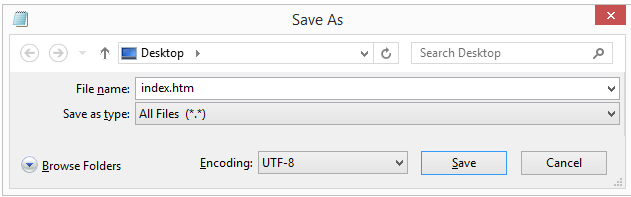 Save As
Desktop
Search Desktop
File name: index.htm
Save as type: All Files (*.*)
Browse Folders Encoding: UTF-8 Save Cancel